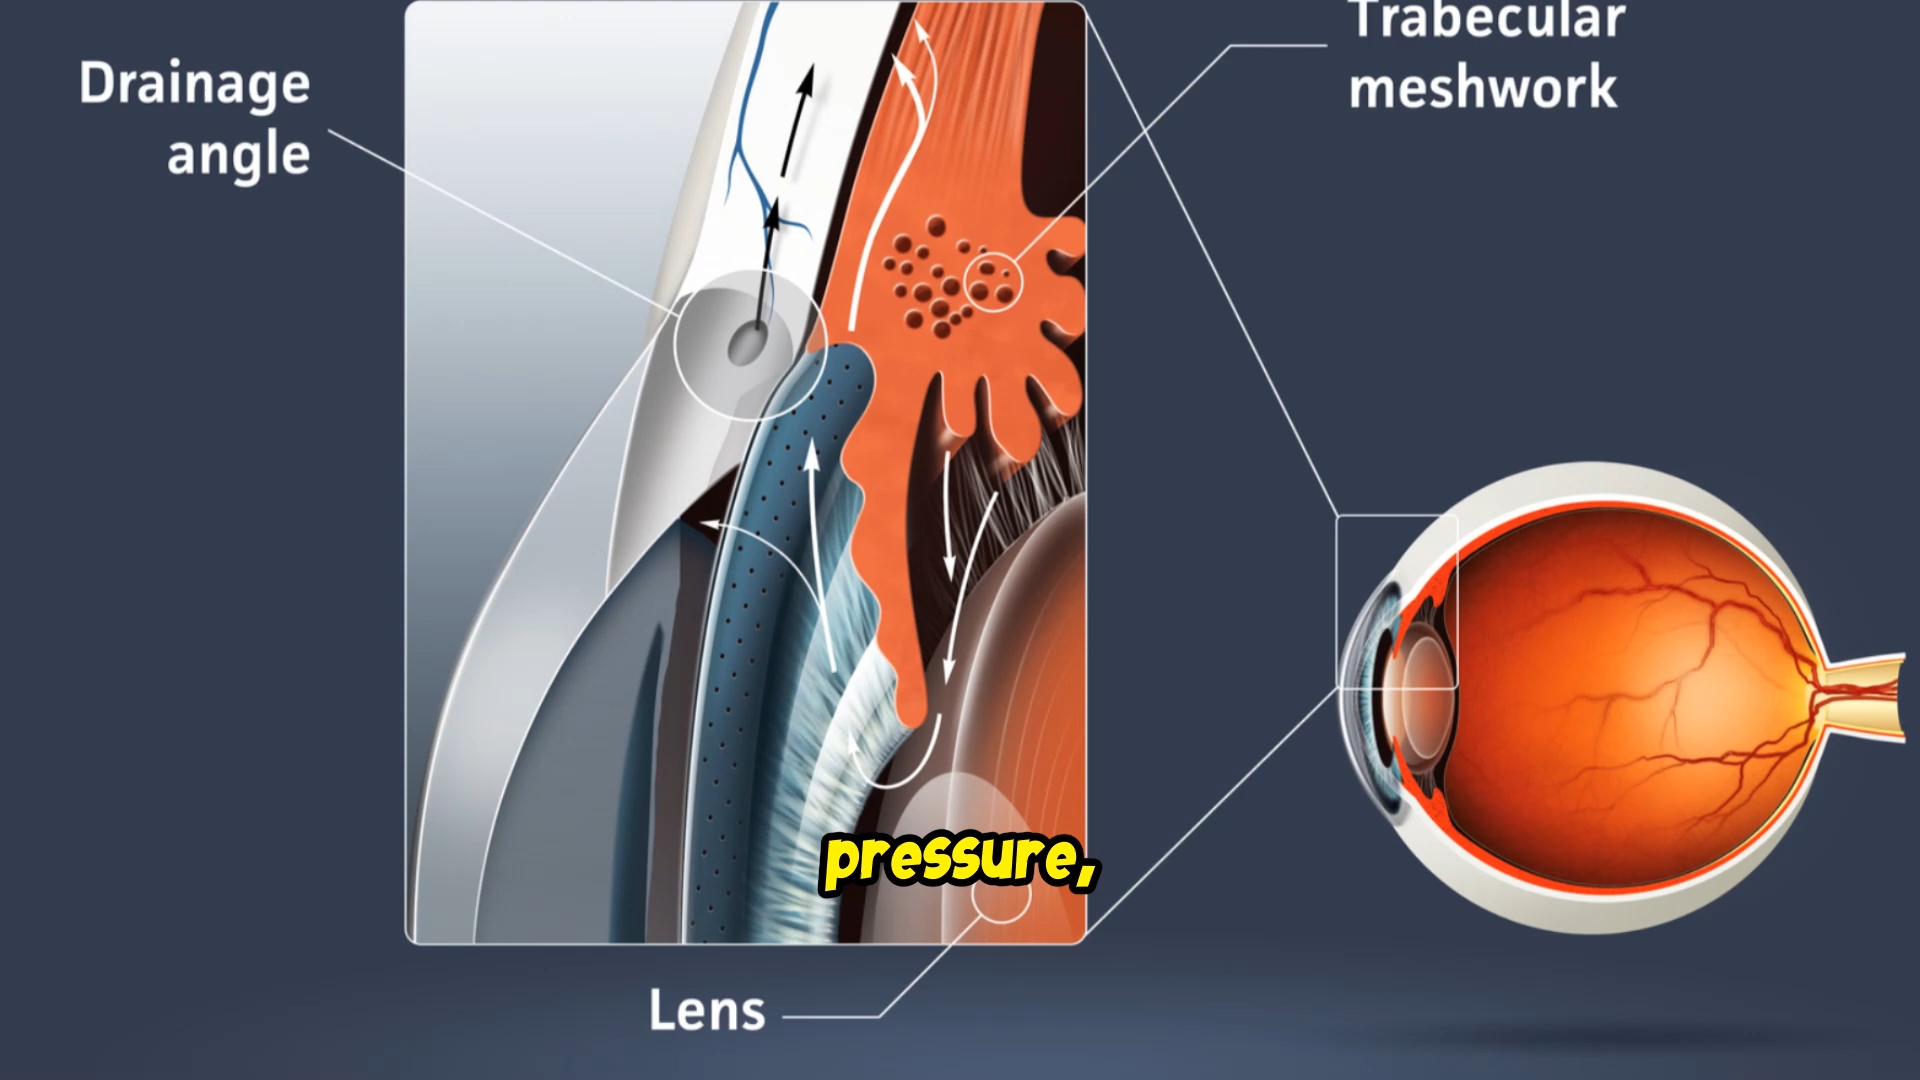 Drainage
angle
Trabecular
meshwork
pressure,
Lens